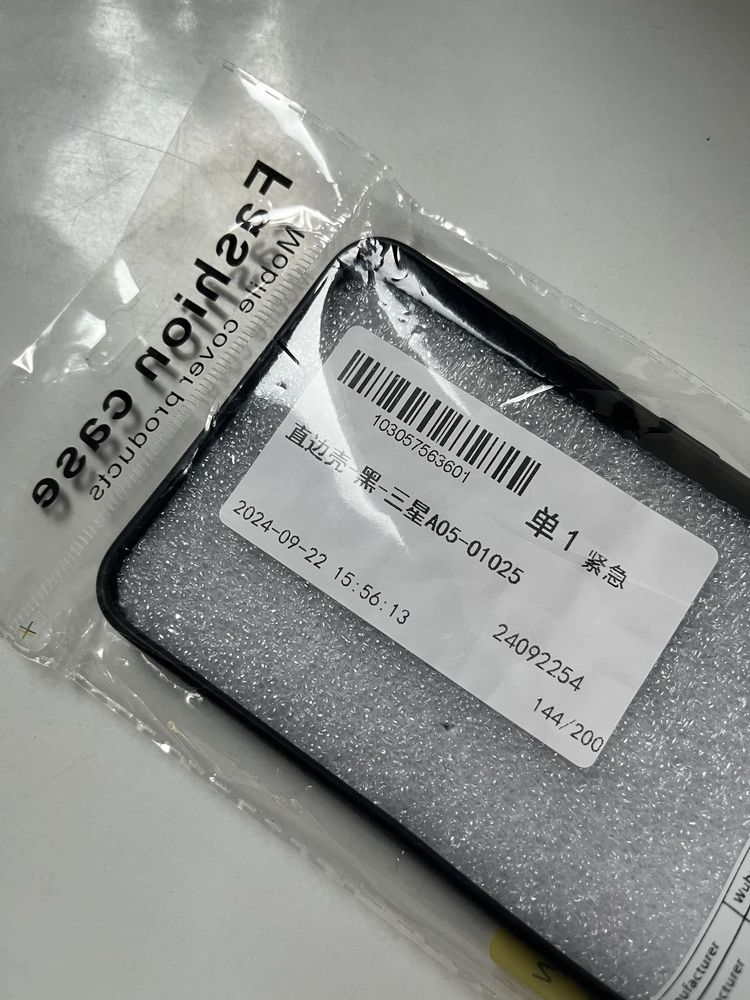 Fashion case
Mobile cover products
103057563601
直边壳-黑-三星A05-01025
单1 紧急
2024-09-22 15:56:13
24092254
144/200